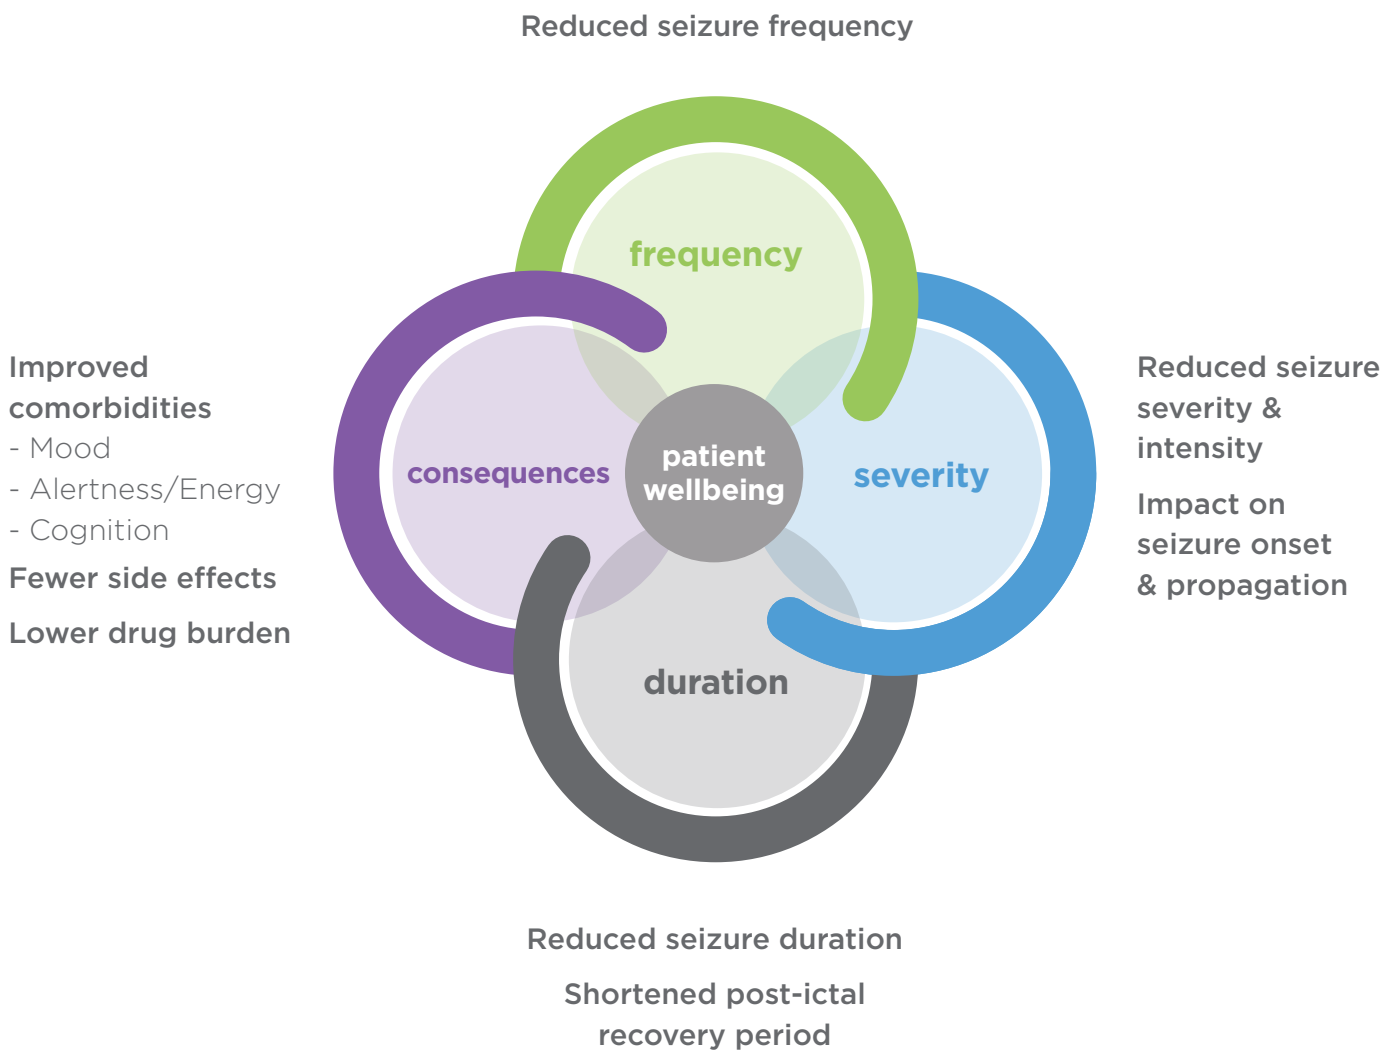 Reduced seizure frequency
frequency
Improved
comorbidities
- Mood
- Alertness/Energy
- Cognition
Fewer side effects
Lower drug burden
consequences
patient
wellbeing
severity
Reduced seizure
severity &
intensity
Impact on
seizure onset
& propagation
duration
Reduced seizure duration
Shortened post-ictal
recovery period